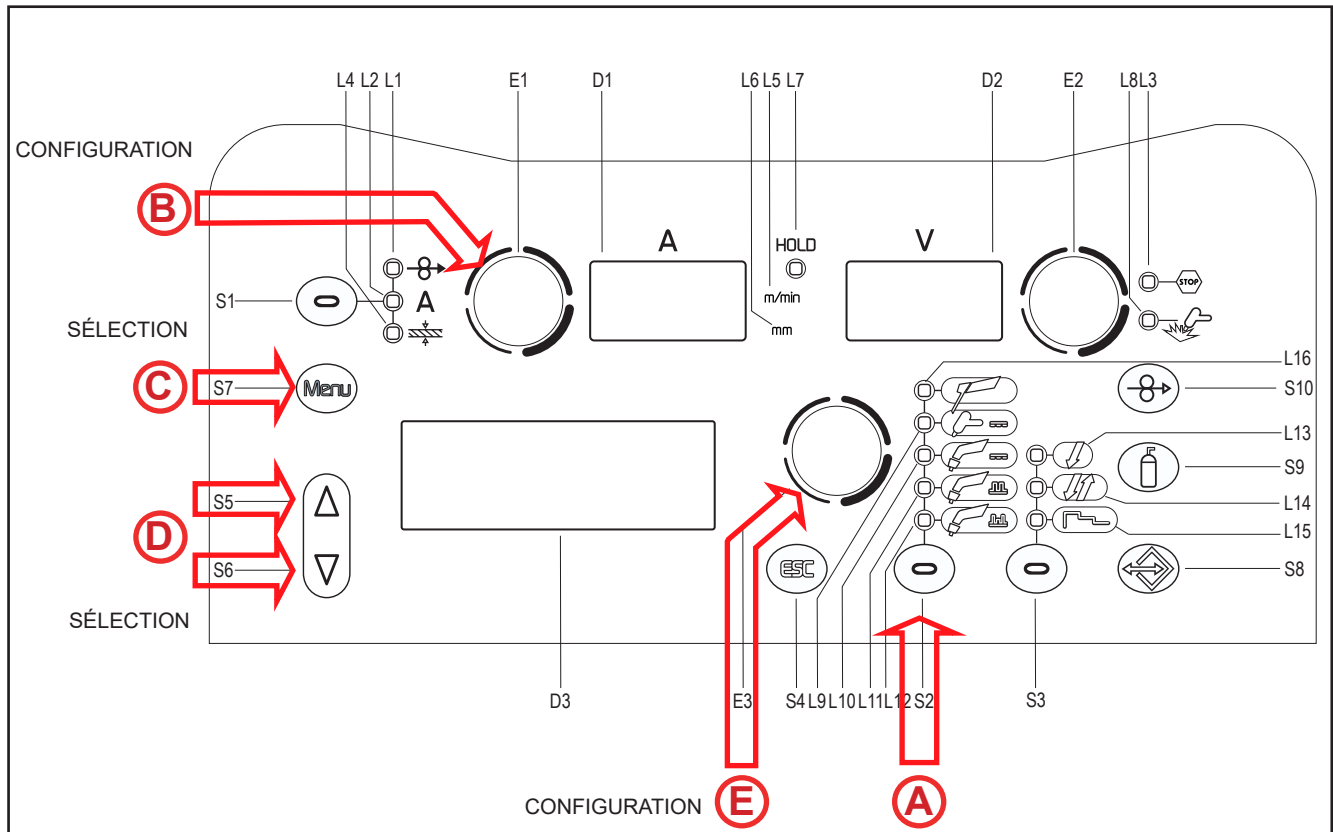 L4 L2 L1 E1 D1 L6 L5 L7 D2 E2 L8 L3
CONFIGURATION
B
A HOLD V
m/min
mm
S1 A STOP
SÉLECTION
L16
C S7 Menu S10
L13
S9
S5
L14
D
L15
S6 ESC S8
SÉLECTION
D3 E3 S4 L9 L10 L11 L12 S2 S3
CONFIGURATION E A